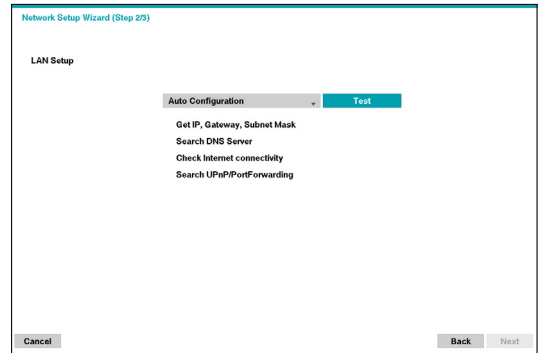 Network Setup Wizard (Step 2/3)
LAN Setup
Auto Configuration
Test
Get IP, Gateway, Subnet Mask
Search DNS Server
Check Internet connectivity
Search UPnP/PortForwarding
Cancel
Back
Next